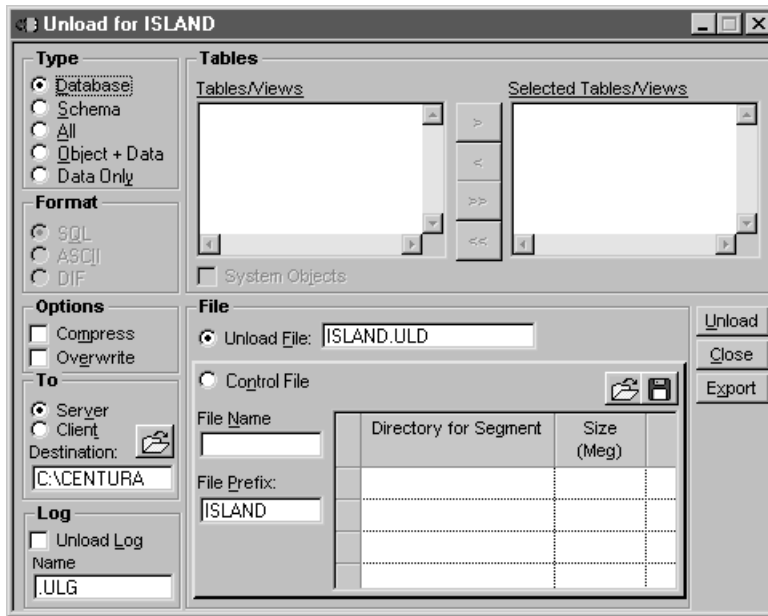 Unload for ISLAND
Type
Database
Schema
All
Object + Data
Data Only
Format
SQL
ASCII
DIF
Options
Compress
Overwrite
To
Server
Client
Destination:
C:\CENTURA
Log
Unload Log
Name
.ULG
Tables
Tables/Views
Selected Tables/Views
>
<
>>
<<
System Objects
File
Unload File: ISLAND.ULD
Control File
File Name
File Prefix:
ISLAND
Directory for Segment
Size
(Meg)
Unload
Close
Export